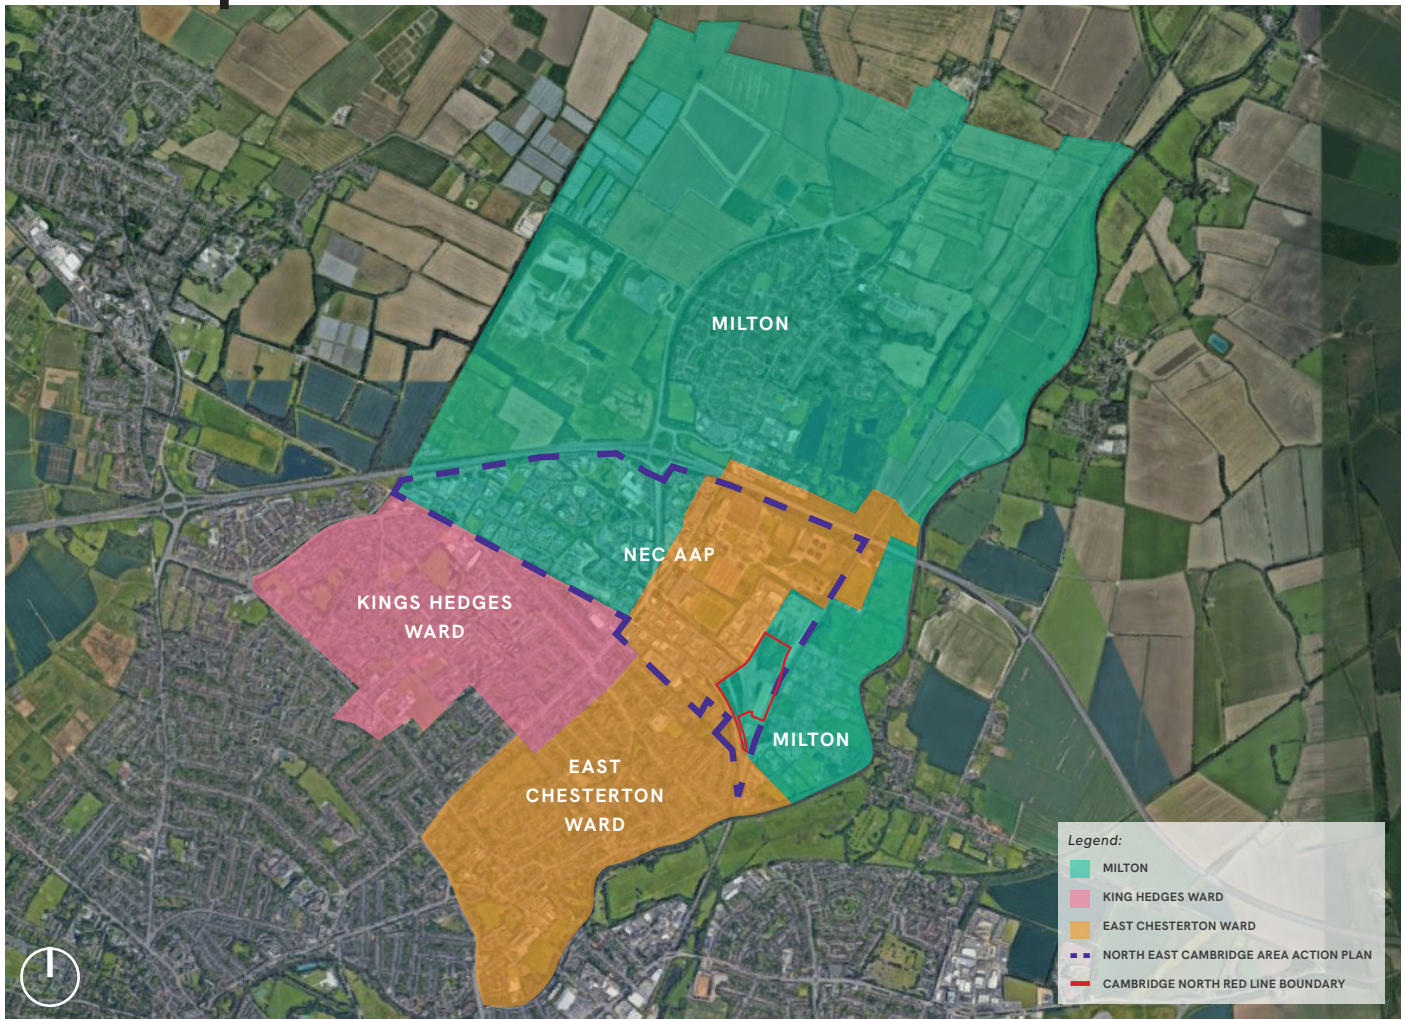 MILTON
NEC AAP
KINGS HEDGES
WARD
MILTON
EAST
CHESTERTON
WARD
Legend:
MILTON
KING HEDGES WARD
EAST CHESTERTON WARD
NORTH EAST CAMBRIDGE AREA ACTION PLAN
CAMBRIDGE NORTH RED LINE BOUNDARY